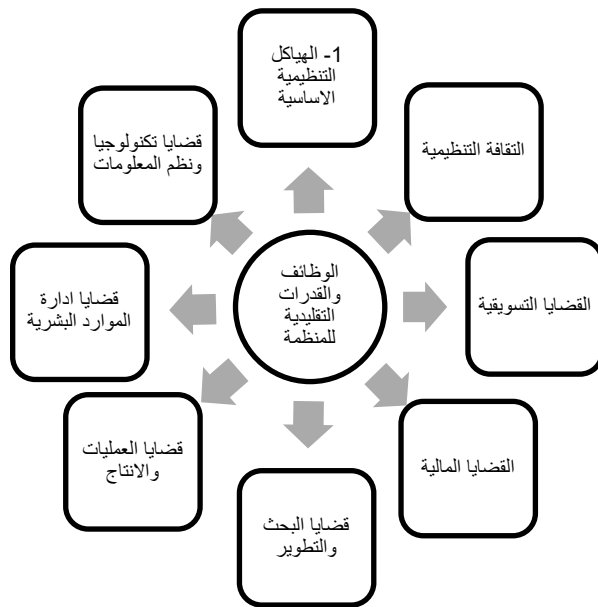 1- الهياكل
التنظيمية
الاساسية
الثقافة التنظيمية
القضايا التسويقية
القضايا المالية
قضايا البحث
والتطوير
قضايا العمليات
والانتاج
قضايا ادارة
الموارد البشرية
قضايا تكنولوجيا
ونظم المعلومات
الوظائف
والقدرات
التقليدية
للمنظمة